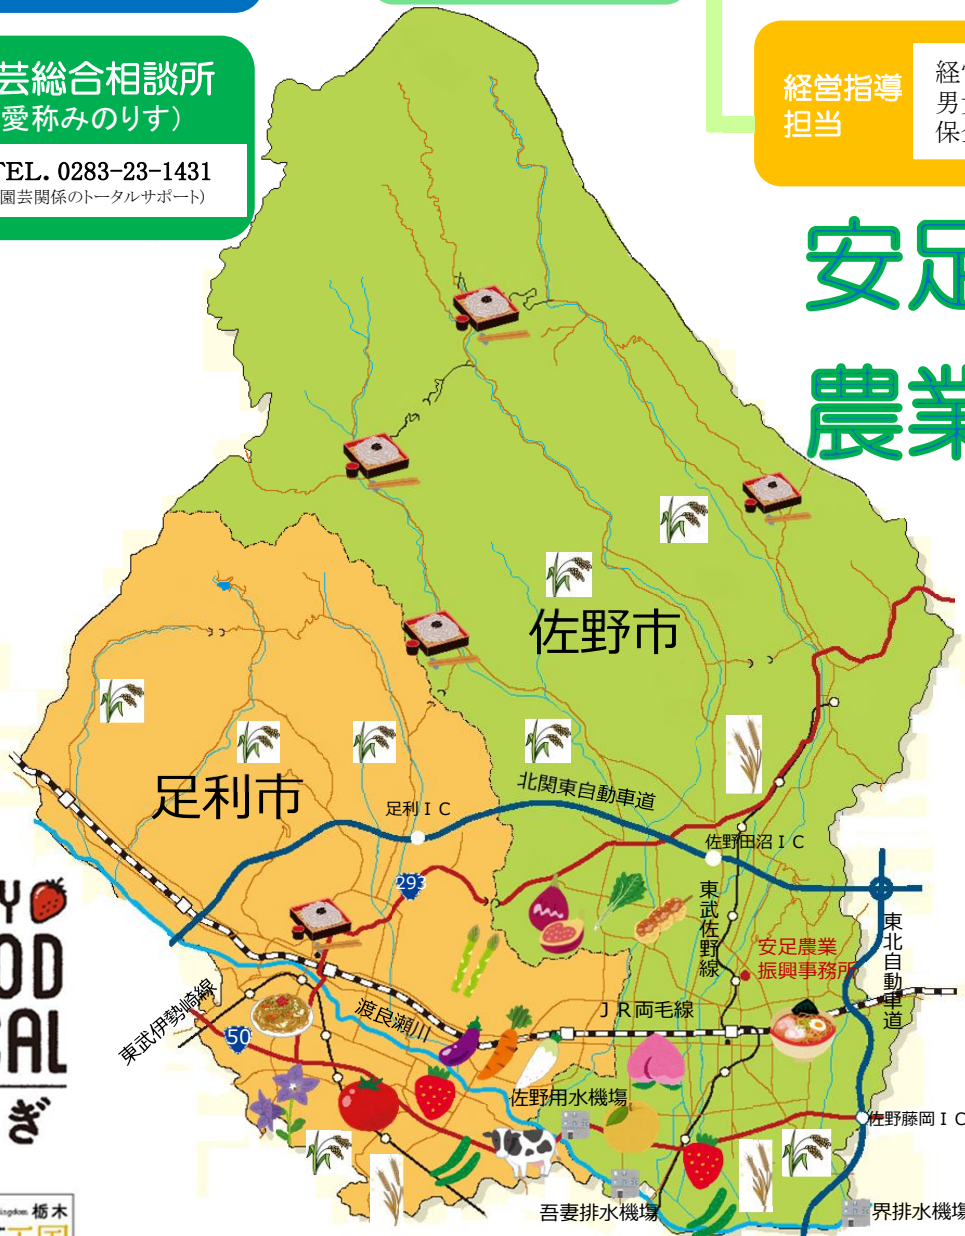 芸総合相談所
愛称みのりす）
TEL. 0283-23-1431
園芸関係のトータルサポート）
経営指導
担当
経
男
保
安足
農業
佐野市
足利市
北関東自動車道
足利ＩＣ
佐野田沼ＩＣ
293
東武佐野線
安足農業
振興事務所
東北自動車道
ＪＲ両毛線
渡良瀬川
東武伊勢崎線
50
佐野用水機場
佐野藤岡ＩＣ
吾妻排水機場
界排水機場
Y
OD
CAL
ぎ
栃木